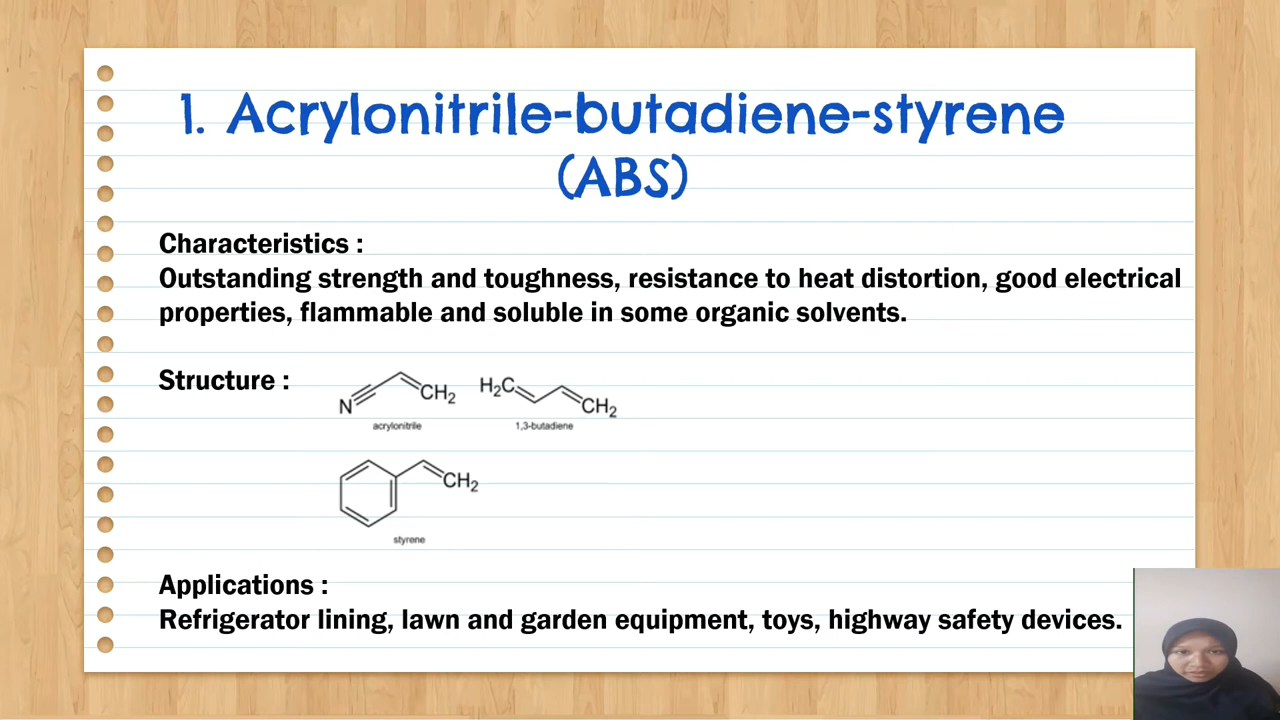 1. Acrylonitrile-butadiene-styrene
(ABS)
Characteristics :
Outstanding strength and toughness, resistance to heat distortion, good electrical
properties, flammable and soluble in some organic solvents.
Structure :
N CH₂
H₂C CH₂
acrylonitrile
1,3-butadiene
CH₂
styrene
Applications :
Refrigerator lining, lawn and garden equipment, toys, highway safety devices.